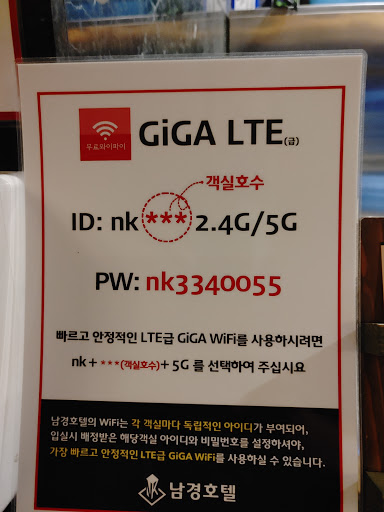 무료와이파이
GiGA LTE(급)
객실호수
ID: nk***2.4G/5G
PW: nk3340055
빠르고 안정적인 LTE급 GiGA WiFi를 사용하시려면
nk+***(객실호수)+5G 를 선택하여 주십시요
남경호텔의 WiFi는 각 객실마다 독립적인 아이디가 부여되어,
입실시 배정받은 해당객실 아이디와 비밀번호를 설정하셔야,
가장 빠르고 안정적인 LTE급 GiGA WiFi를 사용하실 수 있습니다.
남경호텔